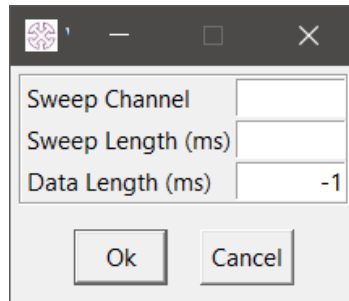 Sweep Channel
Sweep Length (ms)
Data Length (ms) -1
Ok Cancel